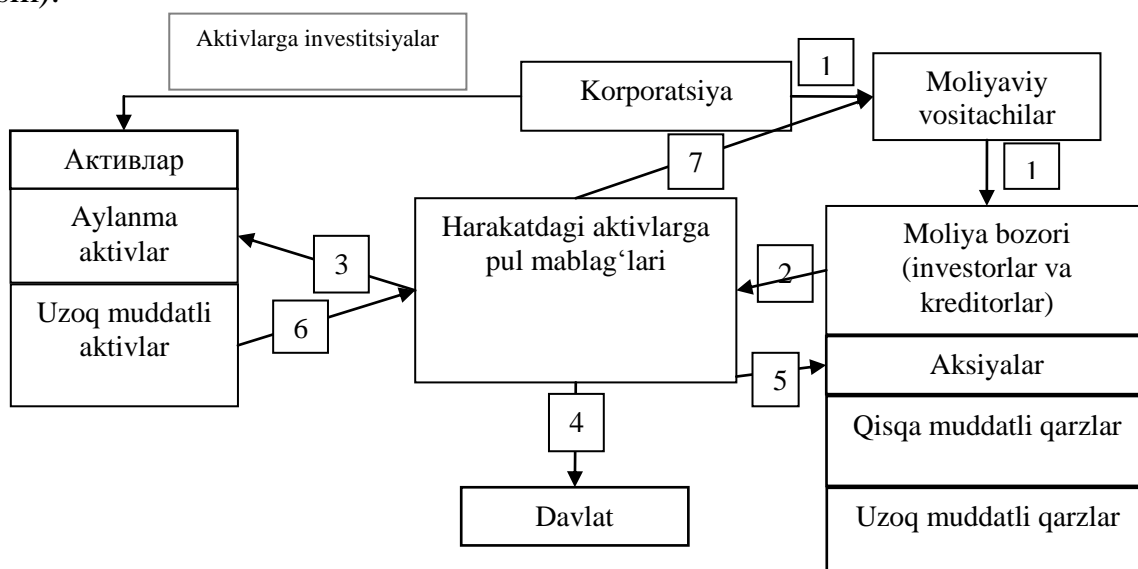 Aktivlarga investitsiyalar
Korporatsiya
1
Moliyaviy
vositachilar
Активлар
7
1
Aylanma
aktivlar
3
Harakatdagi aktivlarga
pul mablag‘lari
2
Moliya bozori
(investorlar va
kreditorlar)
Uzoq muddatli
aktivlar
6
5
Aksiyalar
4
Qisqa muddatli qarzlar
Davlat
Uzoq muddatli qarzlar